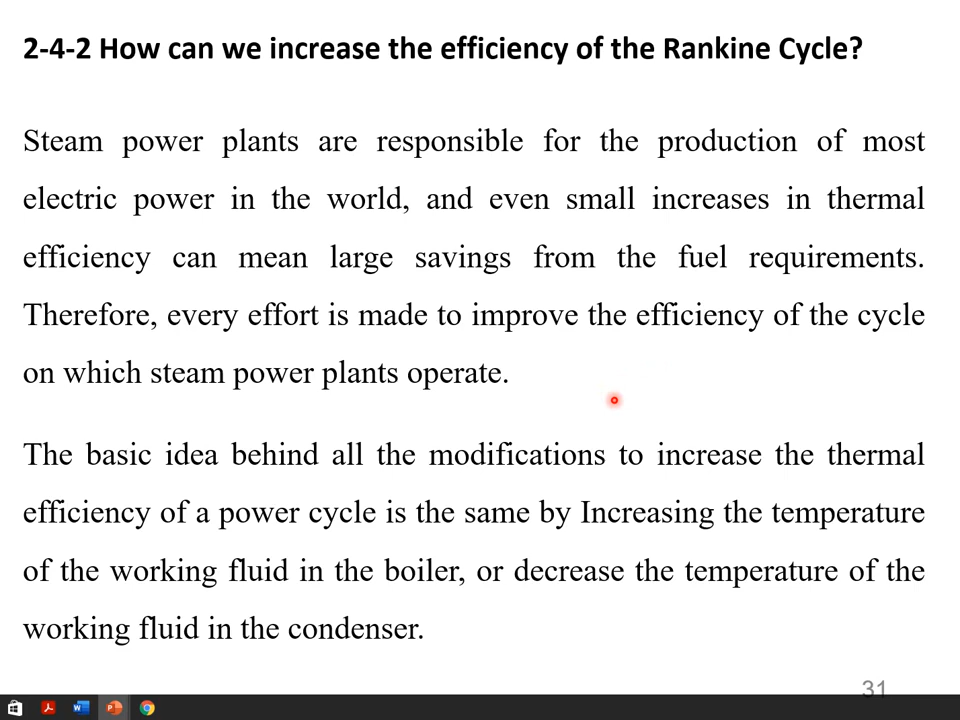 2-4-2 How can we increase the efficiency of the Rankine Cycle?
Steam power plants are responsible for the production of most
electric power in the world, and even small increases in thermal
efficiency can mean large savings from the fuel requirements.
Therefore, every effort is made to improve the efficiency of the cycle
on which steam power plants operate.
The basic idea behind all the modifications to increase the thermal
efficiency of a power cycle is the same by Increasing the temperature
of the working fluid in the boiler, or decrease the temperature of the
working fluid in the condenser.
31